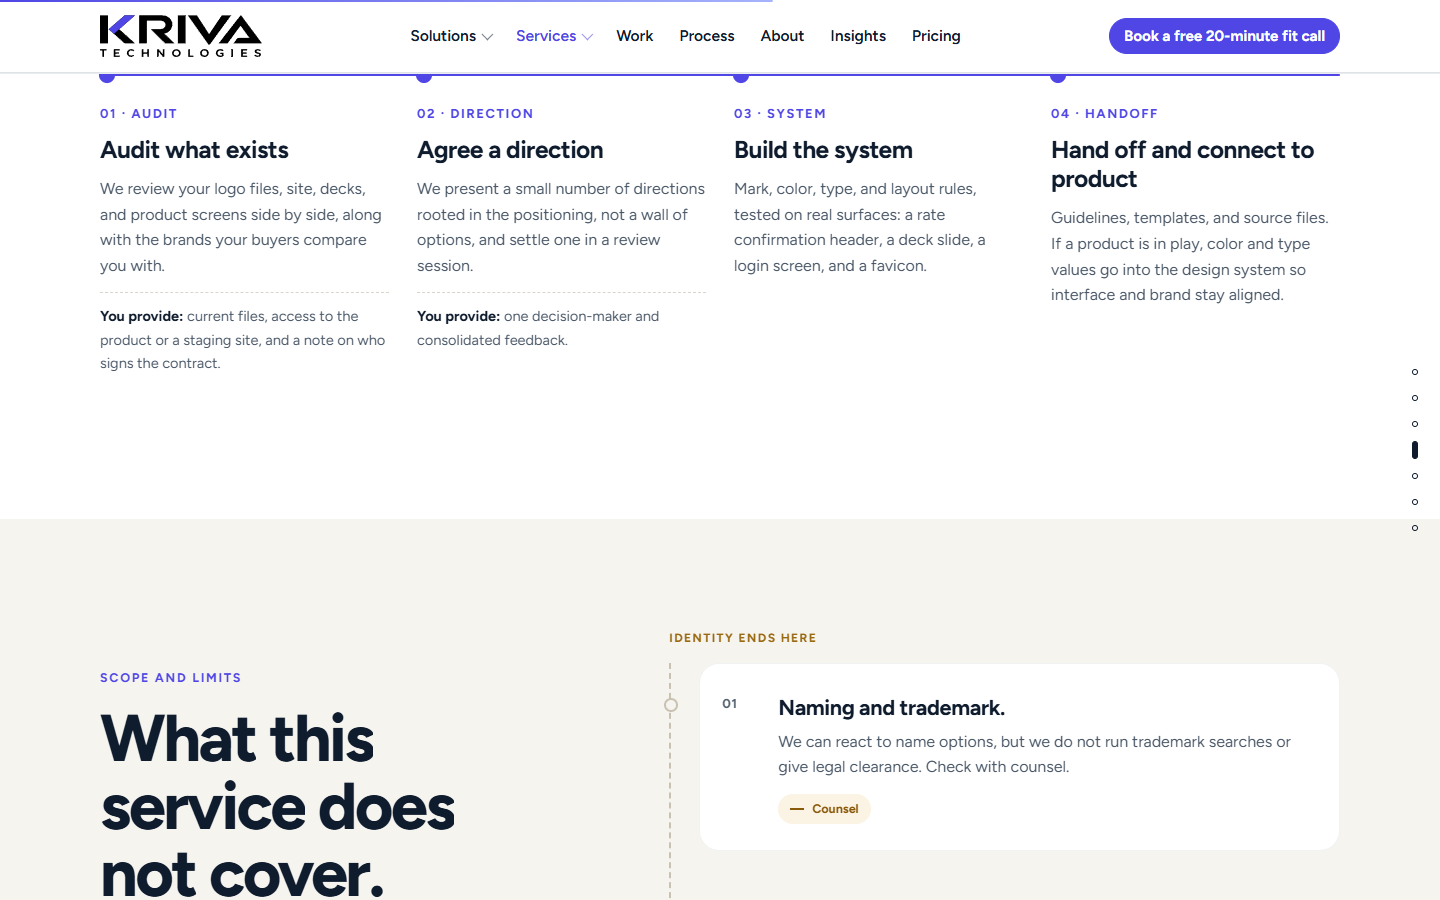 KRIVA
TECHNOLOGIES
Solutions
Services
Work
Process
About
Insights
Pricing
Book a free 20-minute fit call
01 · AUDIT
Audit what exists
We review your logo files, site, decks,
and product screens side by side, along
with the brands your buyers compare
you with.
You provide: current files, access to the
product or a staging site, and a note on who
signs the contract.
02 · DIRECTION
Agree a direction
We present a small number of directions
rooted in the positioning, not a wall of
options, and settle one in a review
session.
You provide: one decision-maker and
consolidated feedback.
03 · SYSTEM
Build the system
Mark, color, type, and layout rules,
tested on real surfaces: a rate
confirmation header, a deck slide, a
login screen, and a favicon.
04 · HANDOFF
Hand off and connect to
product
Guidelines, templates, and source files.
If a product is in play, color and type
values go into the design system so
interface and brand stay aligned.
SCOPE AND LIMITS
What this
service does
not cover.
IDENTITY ENDS HERE
01
Naming and trademark.
We can react to name options, but we do not run trademark searches or
give legal clearance. Check with counsel.
Counsel